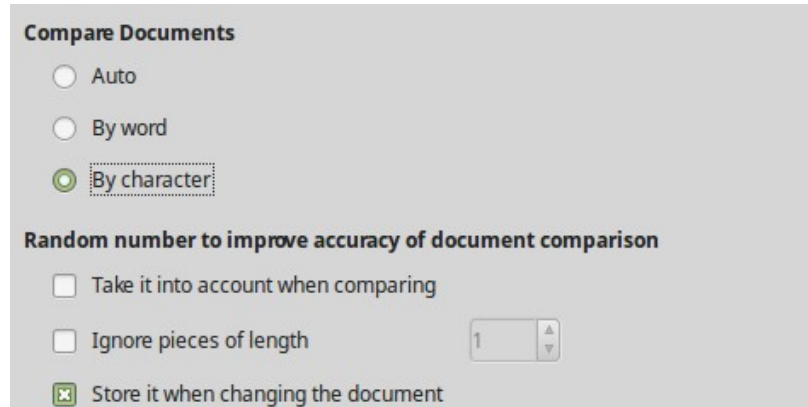 Compare Documents
Auto
By word
By character
Random number to improve accuracy of document comparison
Take it into account when comparing
Ignore pieces of length 1
Store it when changing the document